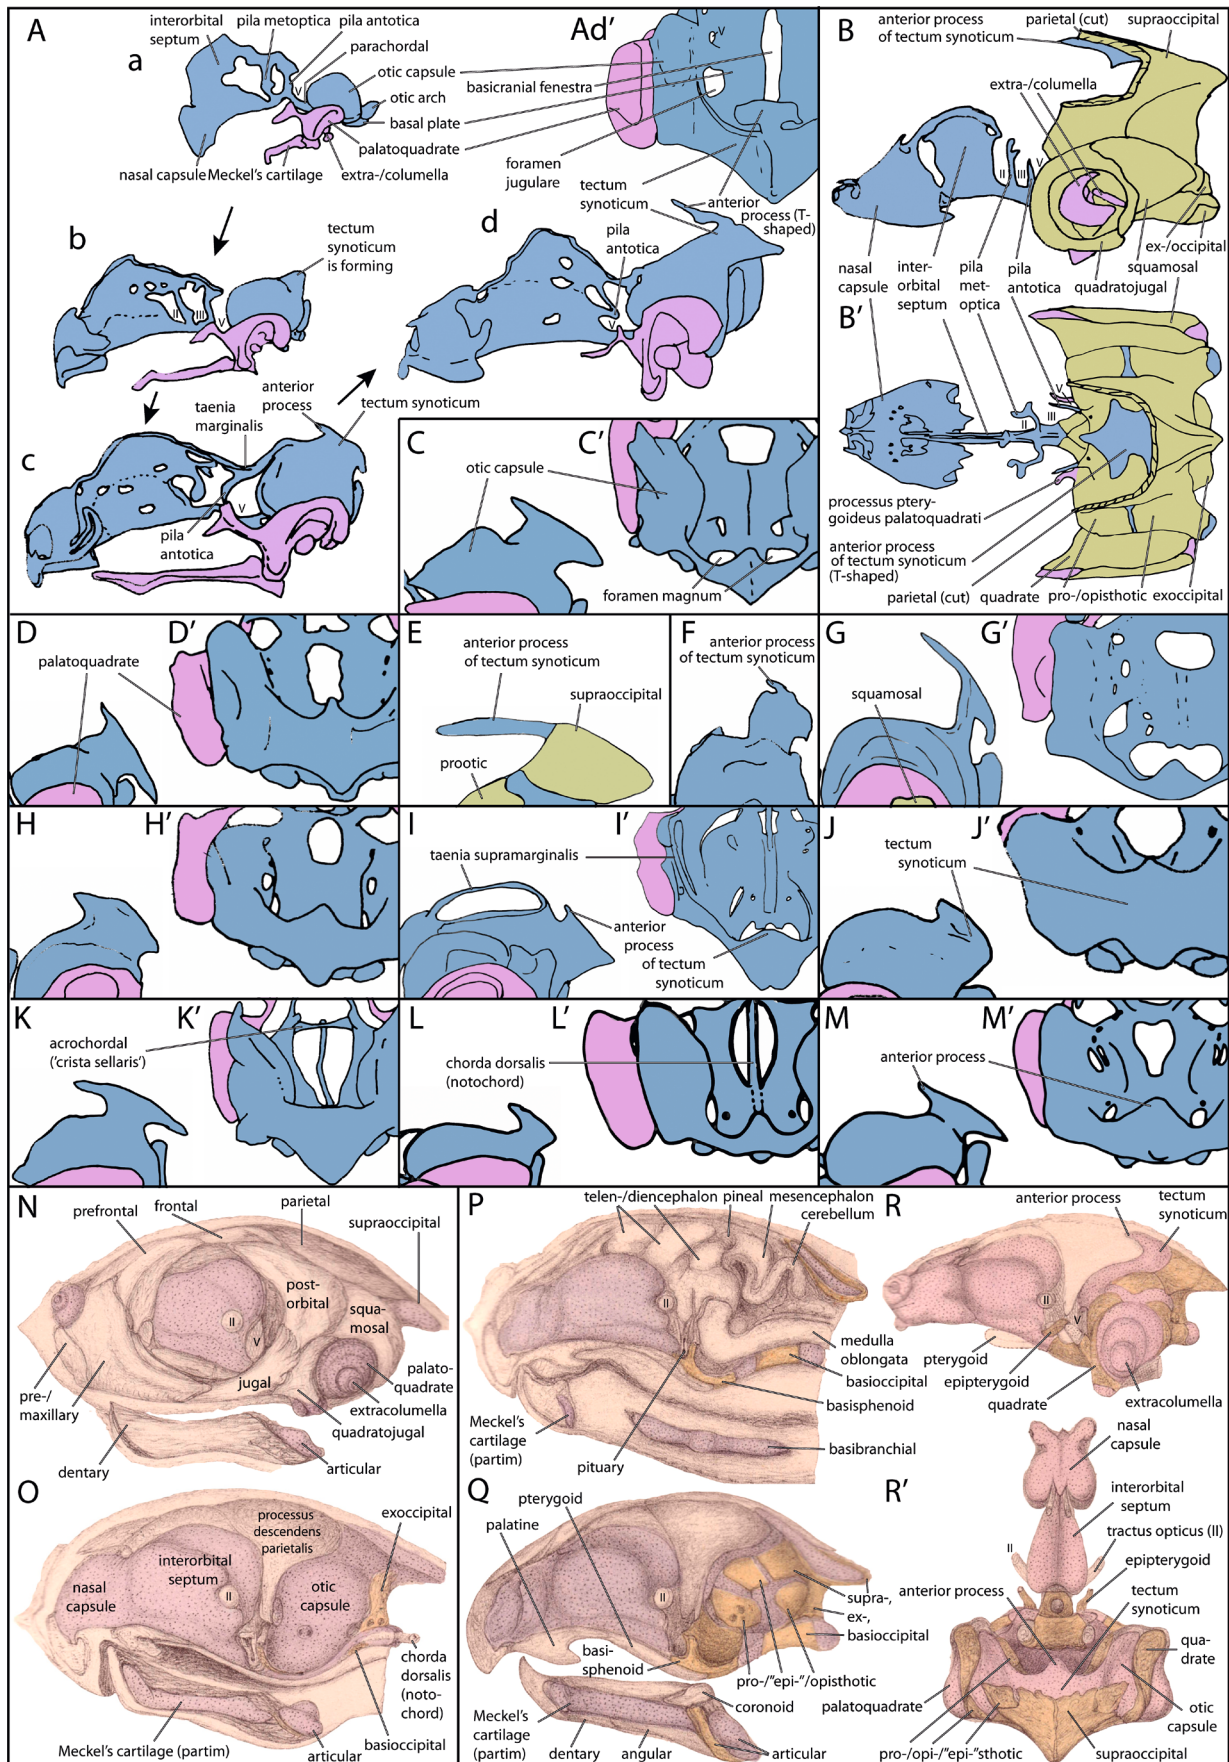 A
interorbital
septum
pila metoptica
pila antotica
parachordal
otic capsule
otic arch
basal plate
palatoquadrate
a
V
nasal capsule
Meckel's cartilage
extra-/columella
Ad′
V
basicranial fenestra
foramen
jugulare
tectum
synoticum
anterior
process (T-
shaped)
b
tectum
synoticum
is forming
II
III
V
d
pila
antotica
V
c
taenia
marginalis
anterior
process
tectum synoticum
V
pila
antotica
B
anterior process
of tectum synoticum
parietal (cut)
supraoccipital
extra-/columella
II
III
V
nasal
capsule
inter-
orbital
septum
pila
met-
optica
pila
antotica
quadratojugal
squamosal
ex-/occipital
B′
V
III
II
processus ptery-
goideus palatoquadrati
anterior process
of tectum synoticum
(T-shaped)
parietal (cut)
quadrate
pro-/opisthotic
exoccipital
C
C′
otic capsule
foramen magnum
D
D′
palatoquadrate
E
anterior process
of tectum synoticum
supraoccipital
prootic
F
anterior process
of tectum synoticum
G
G′
squamosal
H
H′
I
I′
taenia supramarginalis
anterior
process
of tectum
synoticum
J
J′
tectum
synoticum
K
K′
acrochordal
('crista sellaris')
L
L′
chorda dorsalis
(notochord)
M
M′
anterior process
N
prefrontal
frontal
parietal
supraoccipital
post-
orbital
squa-
mosal
II
V
jugal
pre-/
maxillary
palato-
quadrate
extracolumella
quadratojugal
dentary
articular
O
processus
descendens
parietalis
exoccipital
interorbital
septum
nasal
capsule
II
otic
capsule
chorda
dorsalis
(noto-
chord)
basioccipital
Meckel's cartilage (partim)
articular
P
telen-/diencephalon
pineal
mesencephalon
cerebellum
II
medulla
oblongata
basioccipital
basisphenoid
Meckel's
cartilage
(partim)
pituary
basibranchial
Q
pterygoid
palatine
II
supra-,
ex-,
basioccipital
basi-
sphenoid
pro-/"epi-"/opisthotic
coronoid
Meckel's
cartilage
(partim)
dentary
angular
articular
R
anterior process
tectum
synoticum
II
V
pterygoid
epipterygoid
quadrate
extracolumella
R′
nasal
capsule
interorbital
septum
tractus opticus (II)
II
epipterygoid
anterior process
tectum
synoticum
qua-
drate
palatoquadrate
otic
capsule
pro-/opi-/"epi-"sthotic
supraoccipital